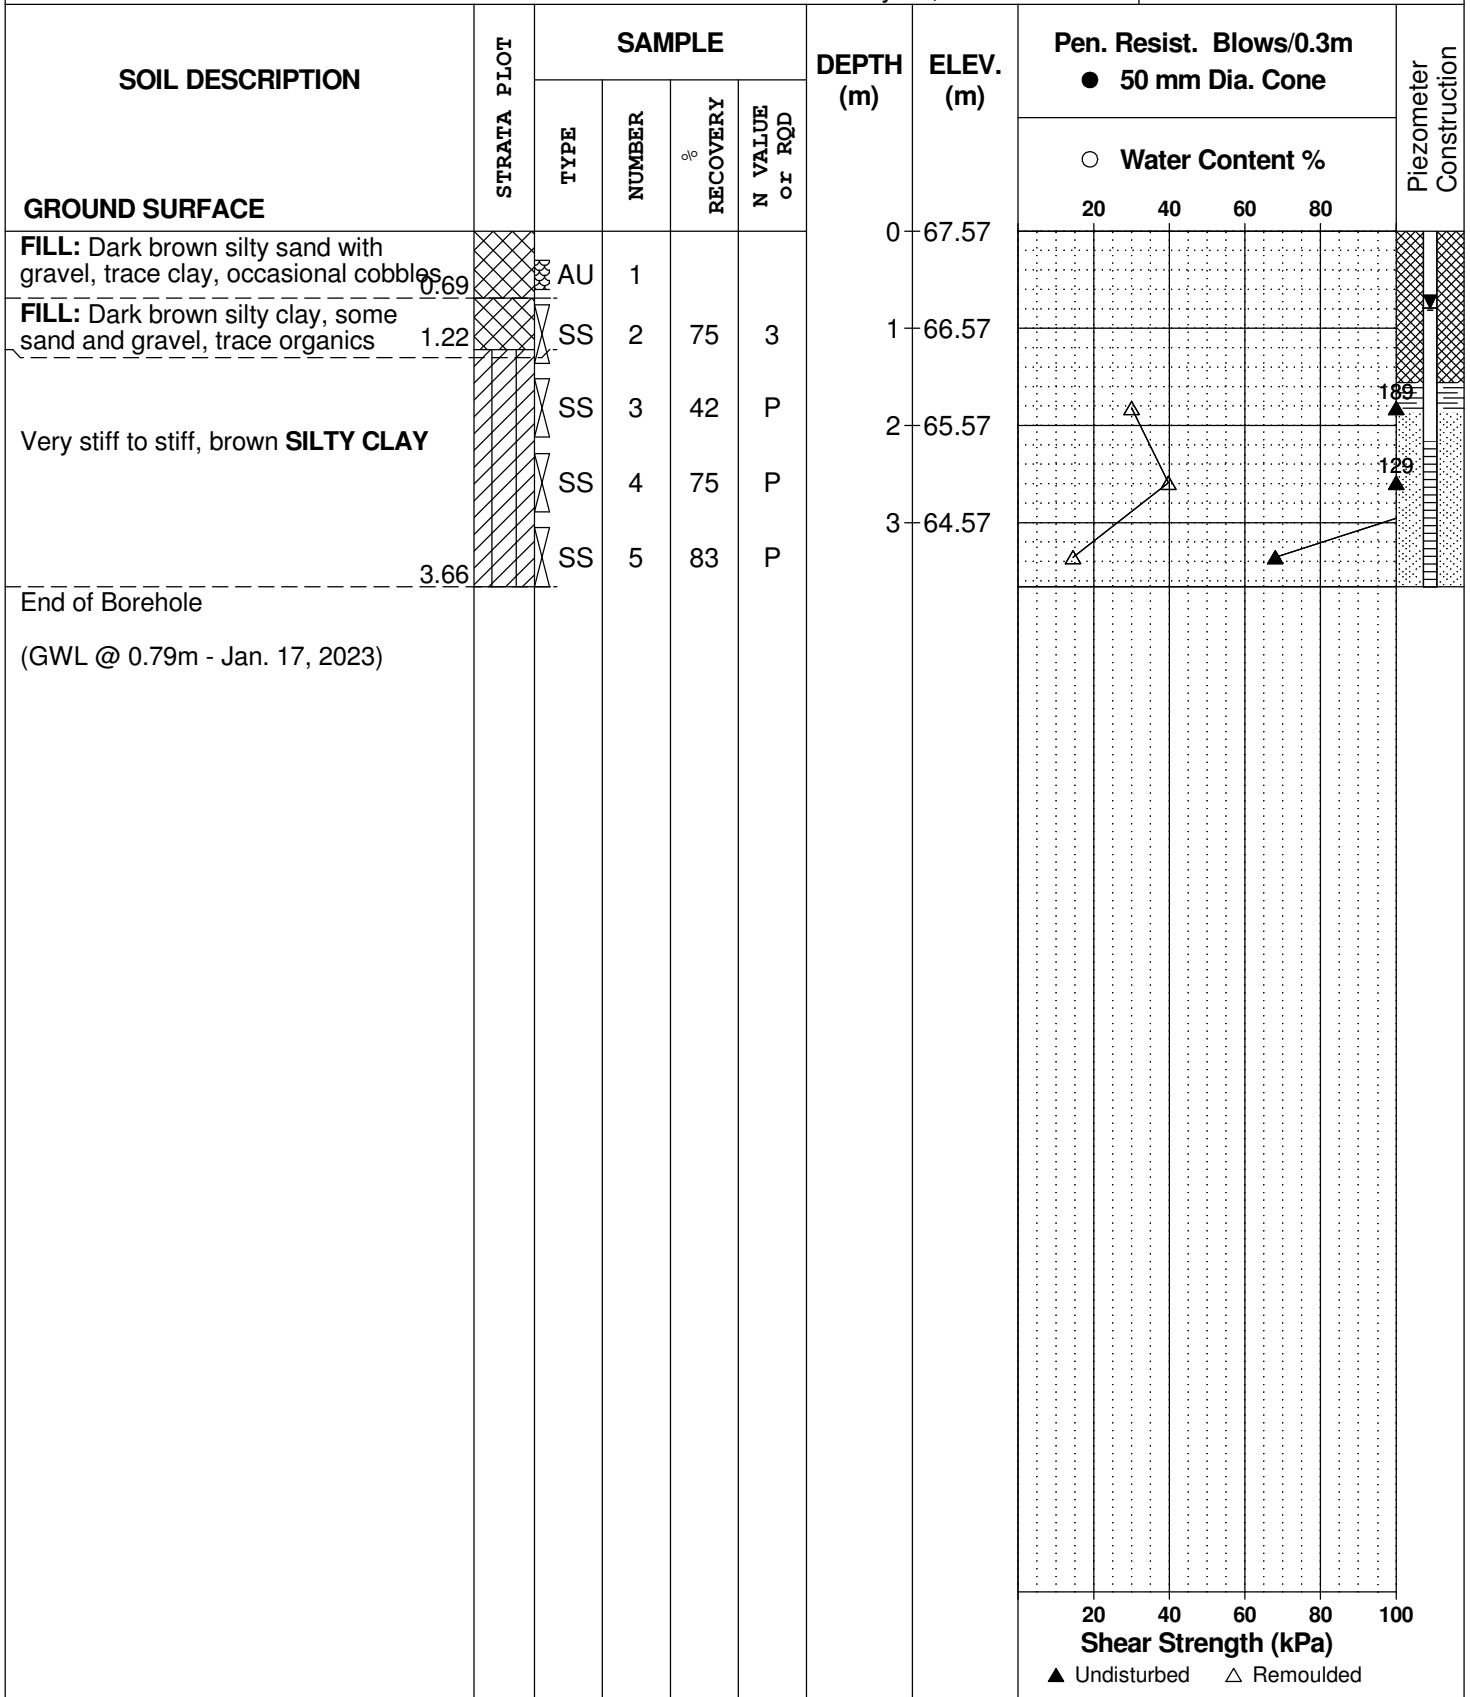 SOIL DESCRIPTION
GROUND SURFACE
STRATA PLOT
SAMPLE
TYPE
NUMBER
% RECOVERY
N VALUE or RQD
DEPTH (m)
ELEV. (m)
Pen. Resist. Blows/0.3m
● 50 mm Dia. Cone
○ Water Content %
20 40 60 80
Piezometer Construction
FILL: Dark brown silty sand with
gravel, trace clay, occasional cobbles
0.69
AU 1
0 67.57
FILL: Dark brown silty clay, some
sand and gravel, trace organics 1.22
SS 2 75 3
1 66.57
SS 3 42 P
189
2 65.57
Very stiff to stiff, brown SILTY CLAY
SS 4 75 P
129
3 64.57
SS 5 83 P
3.66
End of Borehole
(GWL @ 0.79m - Jan. 17, 2023)
20 40 60 80 100
Shear Strength (kPa)
▲ Undisturbed △ Remoulded